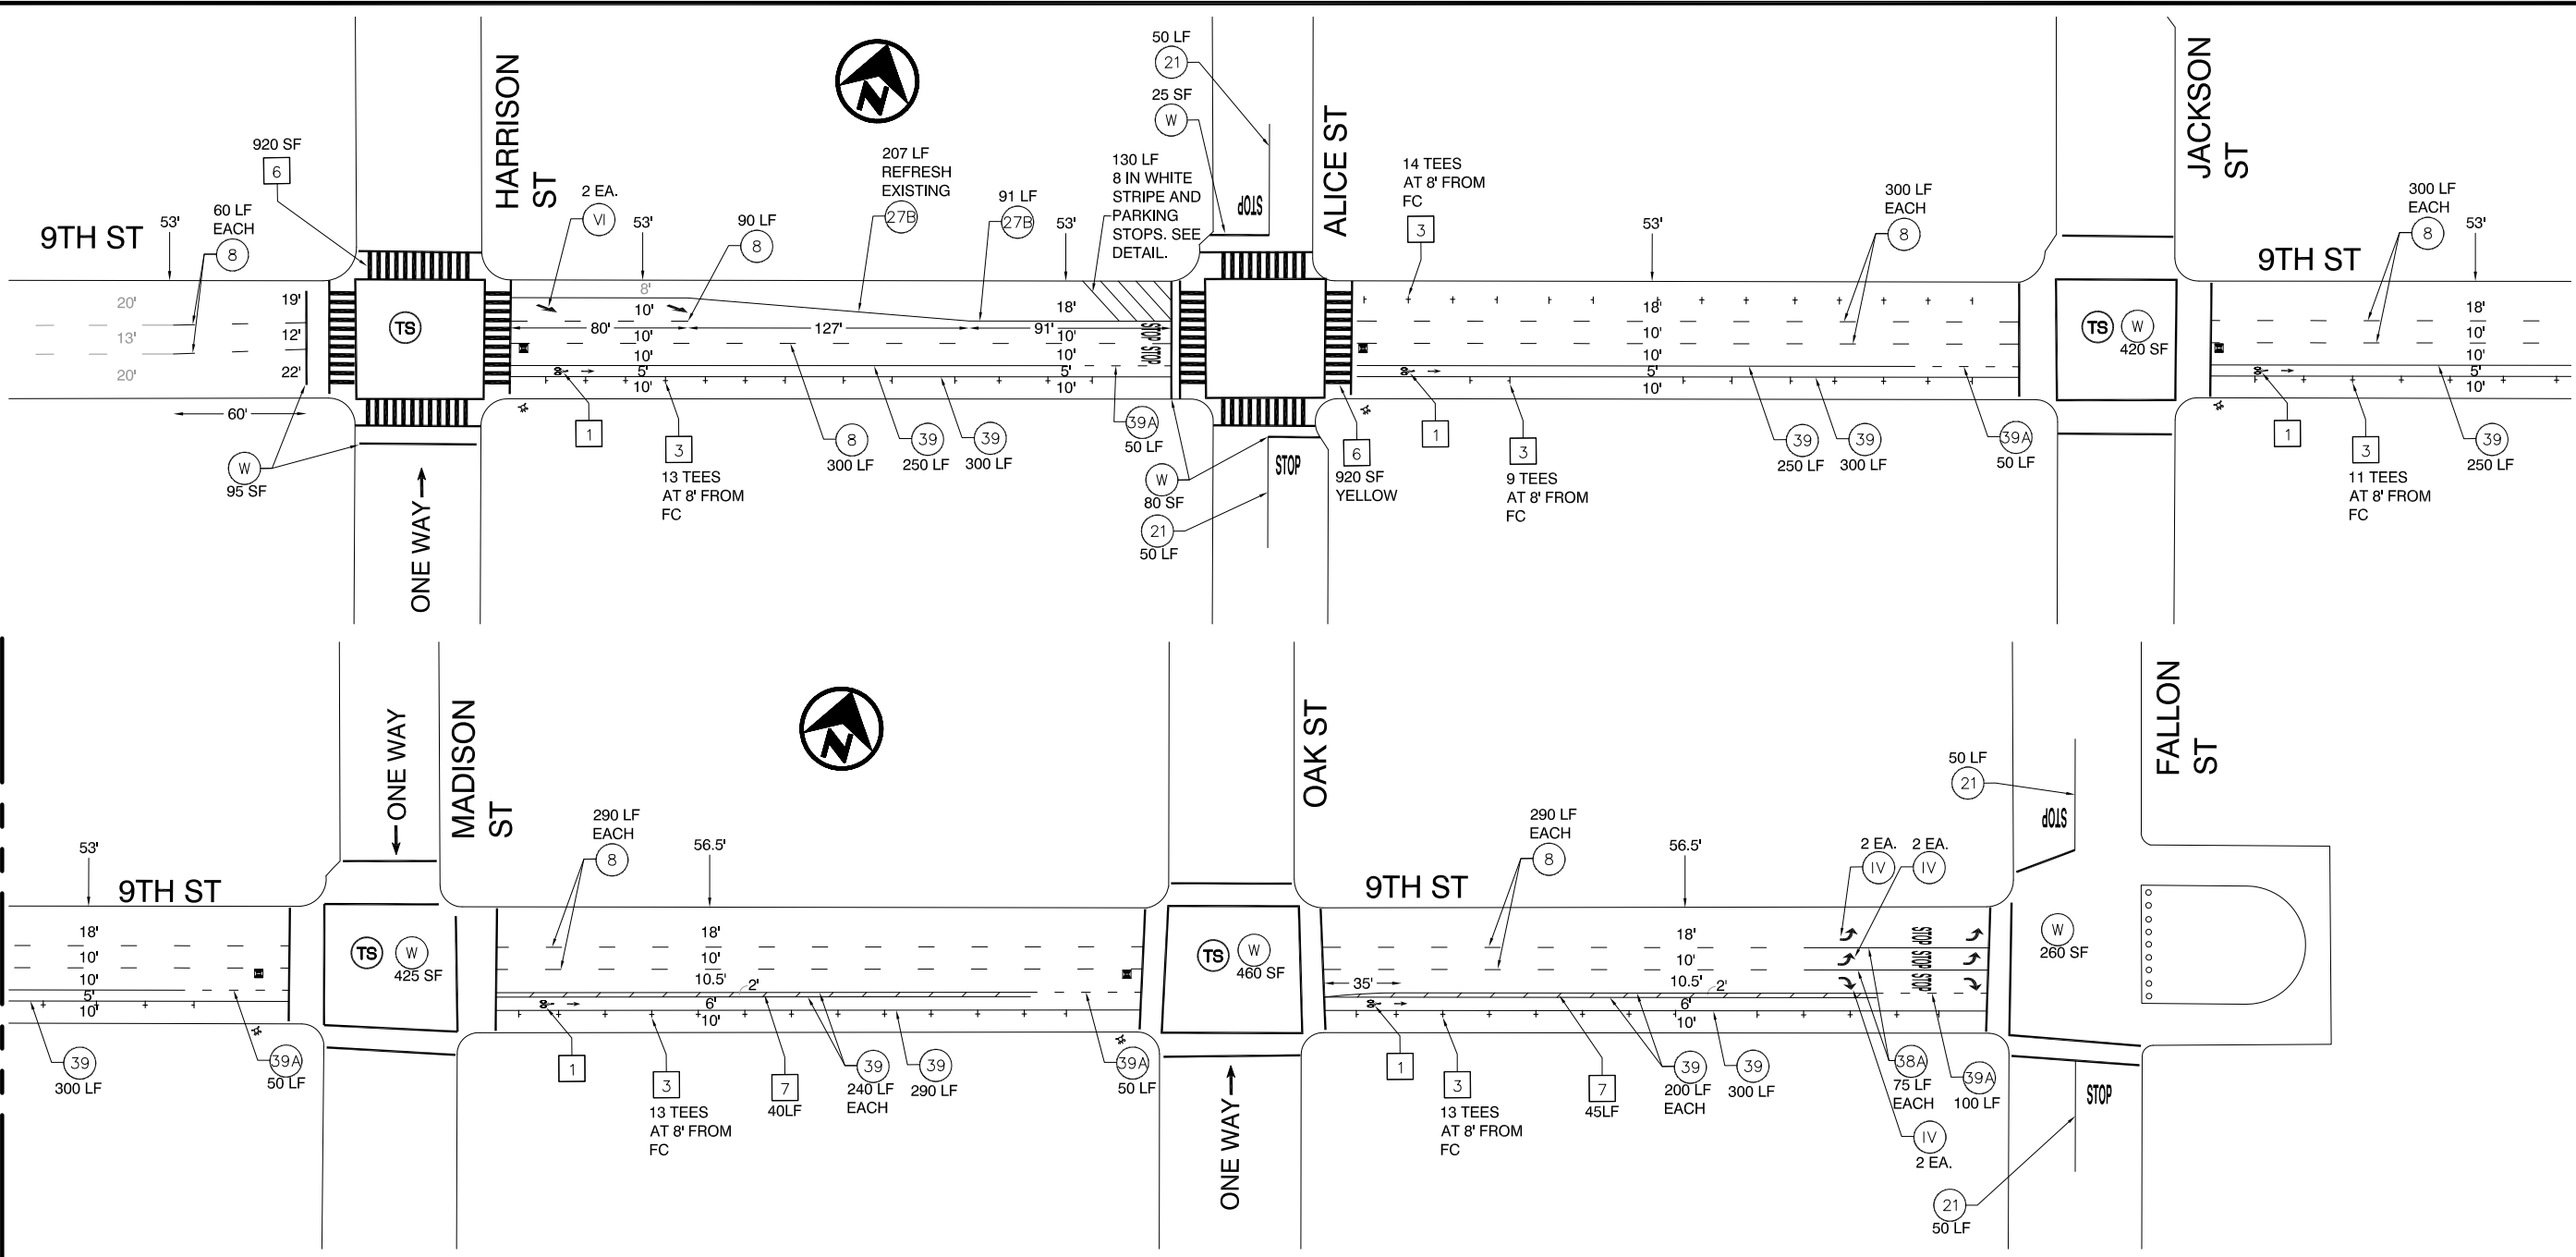 HARRISON
ST
N
50 LF
21
25 SF
W
STOP
ALICE ST
JACKSON
ST
920 SF
6
60 LF
EACH
8
53'
9TH ST
2 EA.
VI
53'
90 LF
8
207 LF
REFRESH
EXISTING
27B
91 LF
27B
53'
130 LF
8 IN WHITE
STRIPE AND
PARKING
STOPS. SEE
DETAIL.
14 TEES
AT 8' FROM
FC
3
53'
300 LF
EACH
8
300 LF
EACH
8
53'
9TH ST
20'
13'
20'
19'
12'
22'
60'
TS
8'
10'
10'
10'
5'
10'
80'
127'
91'
18'
10'
10'
5'
10'
STOP STOP
18'
10'
10'
5'
10'
18'
10'
10'
5'
10'
TS
W
420 SF
18'
10'
10'
5'
10'
W
95 SF
ONE WAY
1
3
13 TEES
AT 8' FROM
FC
8
300 LF
39
250 LF
39
300 LF
39A
50 LF
W
80 SF
21
50 LF
STOP
6
920 SF
YELLOW
1
3
9 TEES
AT 8' FROM
FC
39
250 LF
39
300 LF
39A
50 LF
1
3
11 TEES
AT 8' FROM
FC
39
250 LF
ONE WAY
MADISON
ST
N
OAK ST
FALLON
ST
53'
9TH ST
290 LF
EACH
8
56.5'
9TH ST
290 LF
EACH
8
56.5'
2 EA.
IV
2 EA.
IV
50 LF
21
STOP
18'
10'
10'
5'
10'
TS
W
425 SF
18'
10'
10.5'
2'
6'
10'
TS
W
460 SF
35'
18'
10'
10.5'
2'
6'
10'
STOP STOP STOP
W
260 SF
39
300 LF
39A
50 LF
1
3
13 TEES
AT 8' FROM
FC
7
40LF
39
240 LF
EACH
39
290 LF
39A
50 LF
ONE WAY
1
3
13 TEES
AT 8' FROM
FC
7
45LF
39
200 LF
EACH
39
300 LF
38A
75 LF
EACH
39A
100 LF
IV
2 EA.
STOP
21
50 LF